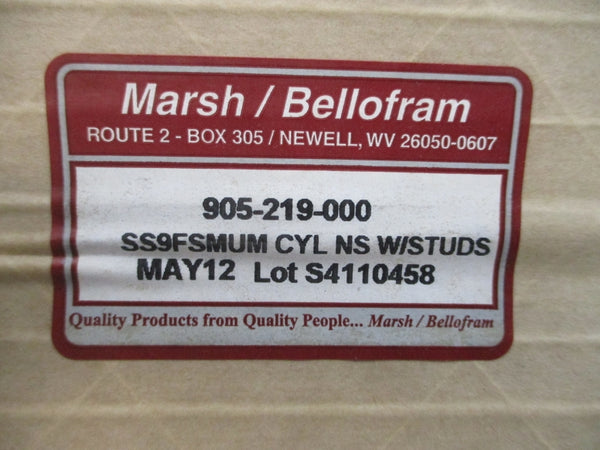 Marsh / Bellofram
ROUTE 2 - BOX 305 / NEWELL, WV 26050-0607
905-219-000
SS9FSMUM CYL NS W/STUDS
MAY12 Lot S4110458
Quality Products from Quality People... Marsh / Bellofram